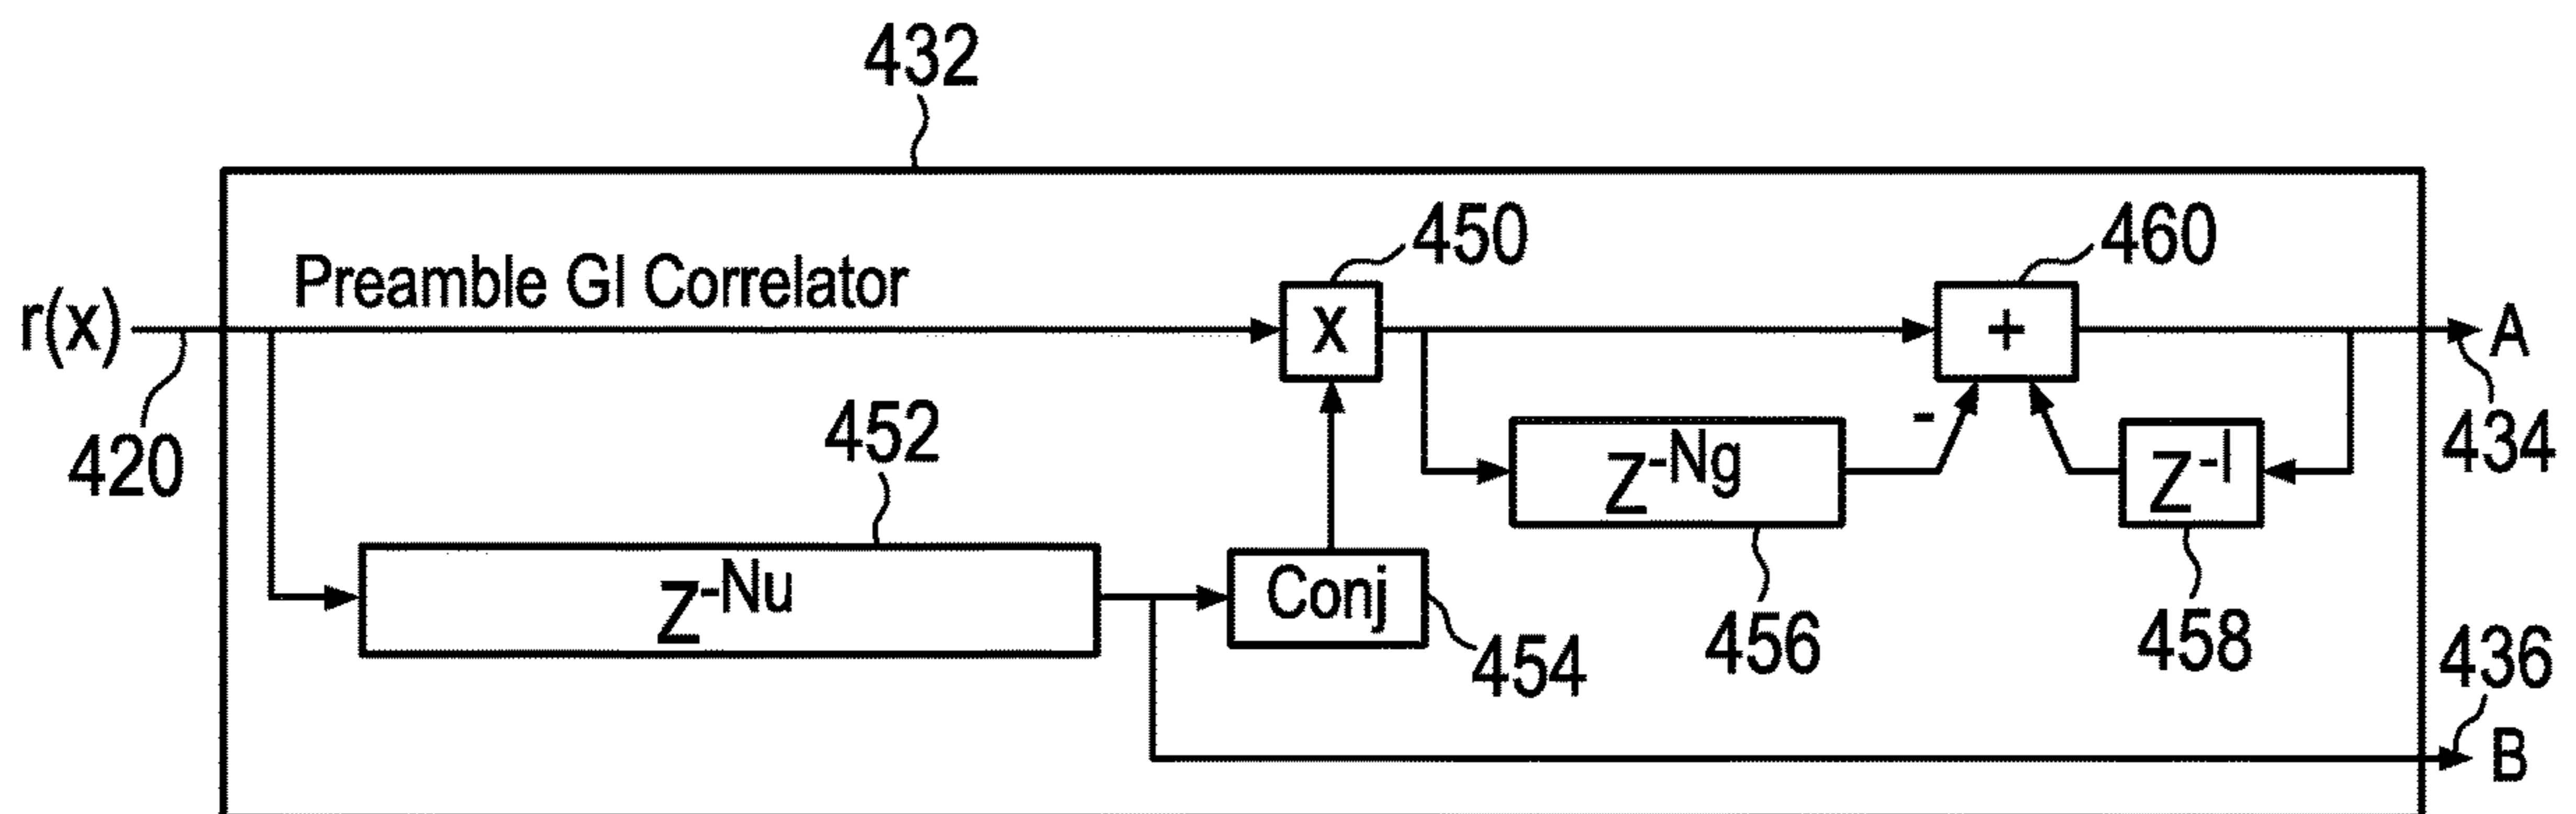 432
Preamble GI Correlator
450
460
r(x)
x
+
A
420
452
-
Z-Ng
Z-I
434
Z-Nu
Conj
454
456
458
436
B